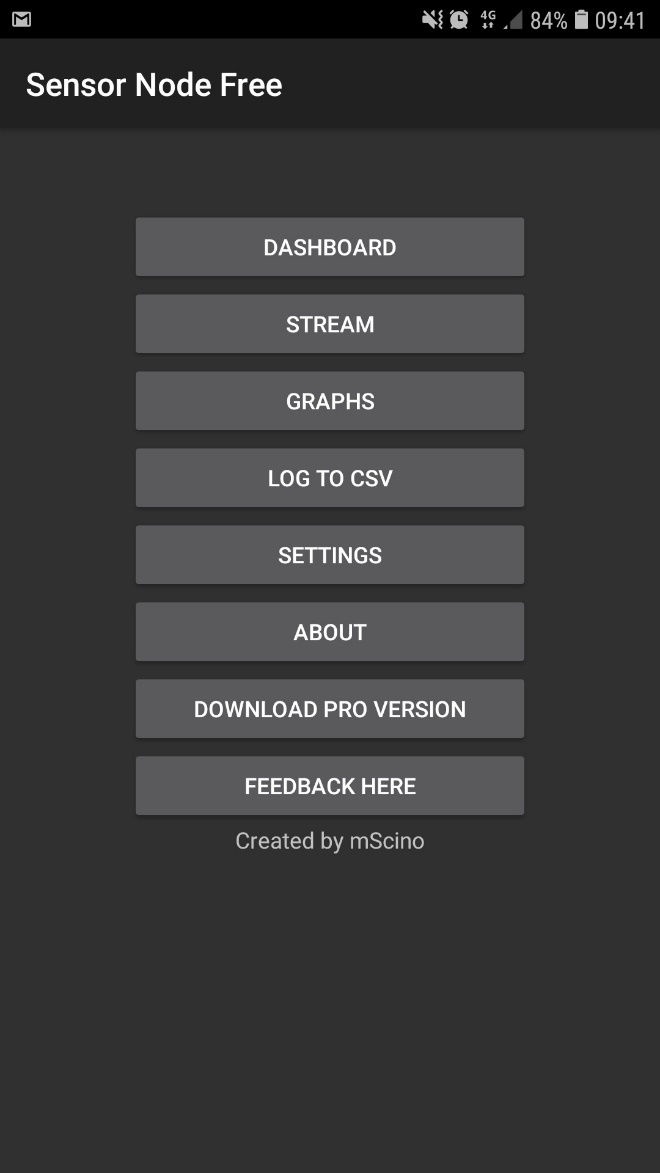 4G 84% 09:41
Sensor Node Free
DASHBOARD
STREAM
GRAPHS
LOG TO CSV
SETTINGS
ABOUT
DOWNLOAD PRO VERSION
FEEDBACK HERE
Created by mScino